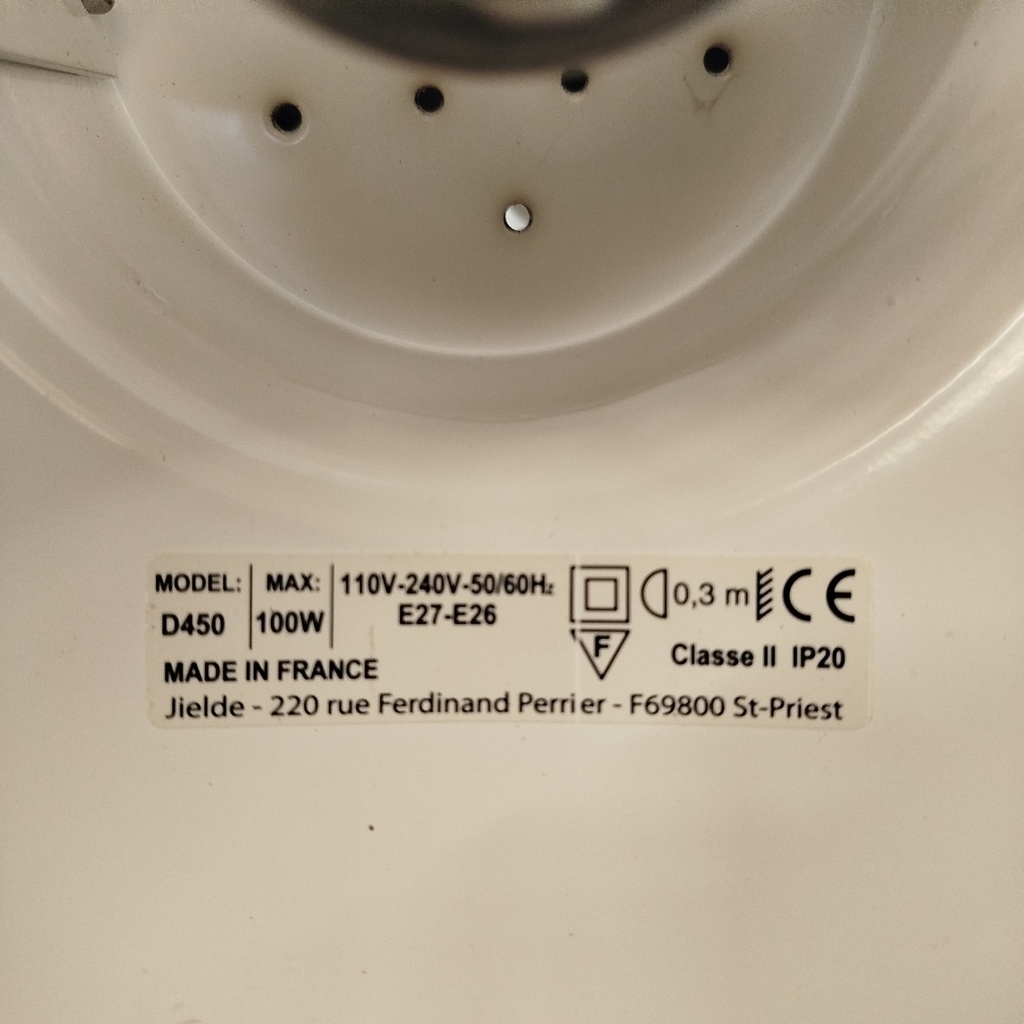 MODEL: MAX: 110V-240V-50/60Hz 0,3 m CE
D450 100W E27-E26 F Classe II IP20
MADE IN FRANCE
Jielde - 220 rue Ferdinand Perrier - F69800 St-Priest